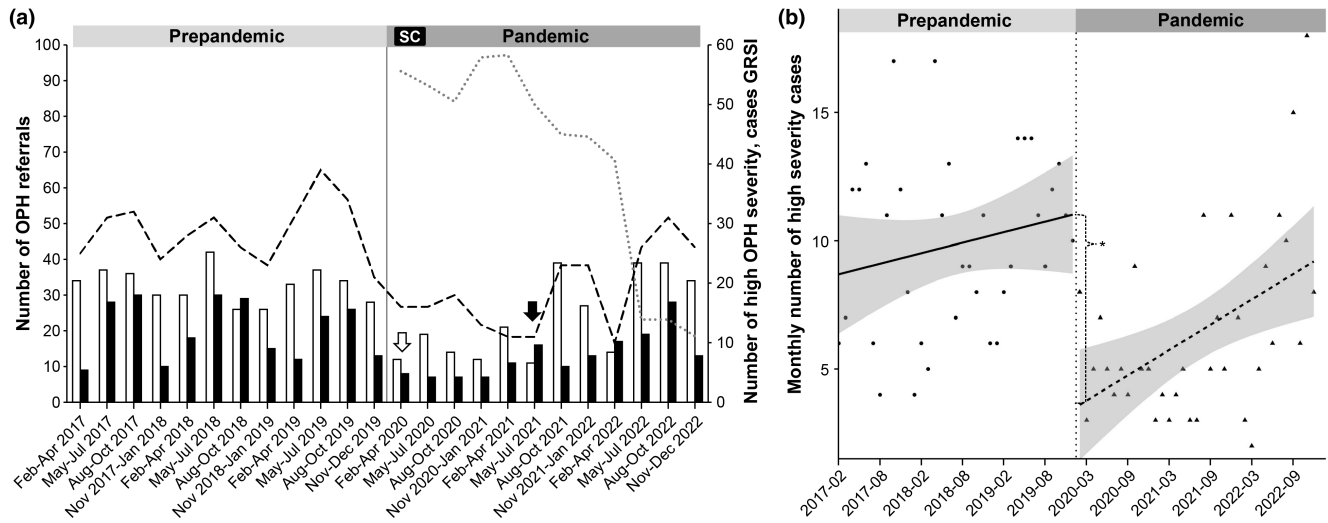 (a)
Prepandemic
SC
Pandemic
Number of OPH referrals
100
90
80
70
60
50
40
30
20
10
0
60
50
40
30
20
10
0
Number of high OPH severity, cases GRSI
Feb-Apr 2017
May-Jul 2017
Aug-Oct 2017
Nov 2017-Jan 2018
Feb-Apr 2018
May-Jul 2018
Aug-Oct 2018
Nov 2018-Jan 2019
Feb-Apr 2019
May-Jul 2019
Aug-Oct 2019
Nov-Dec 2019
Feb-Apr 2020
May-Jul 2020
Aug-Oct 2020
Nov 2020-Jan 2021
Feb-Apr 2021
May-Jul 2021
Aug-Oct 2021
Nov 2021-Jan 2022
Feb-Apr 2022
May-Jul 2022
Aug-Oct 2022
Nov-Dec 2022
(b)
Prepandemic
Pandemic
Monthly number of high severity cases
15
10
5
*
2017-02
2017-08
2018-02
2018-08
2019-02
2019-08
2020-03
2020-09
2021-03
2021-09
2022-03
2022-09